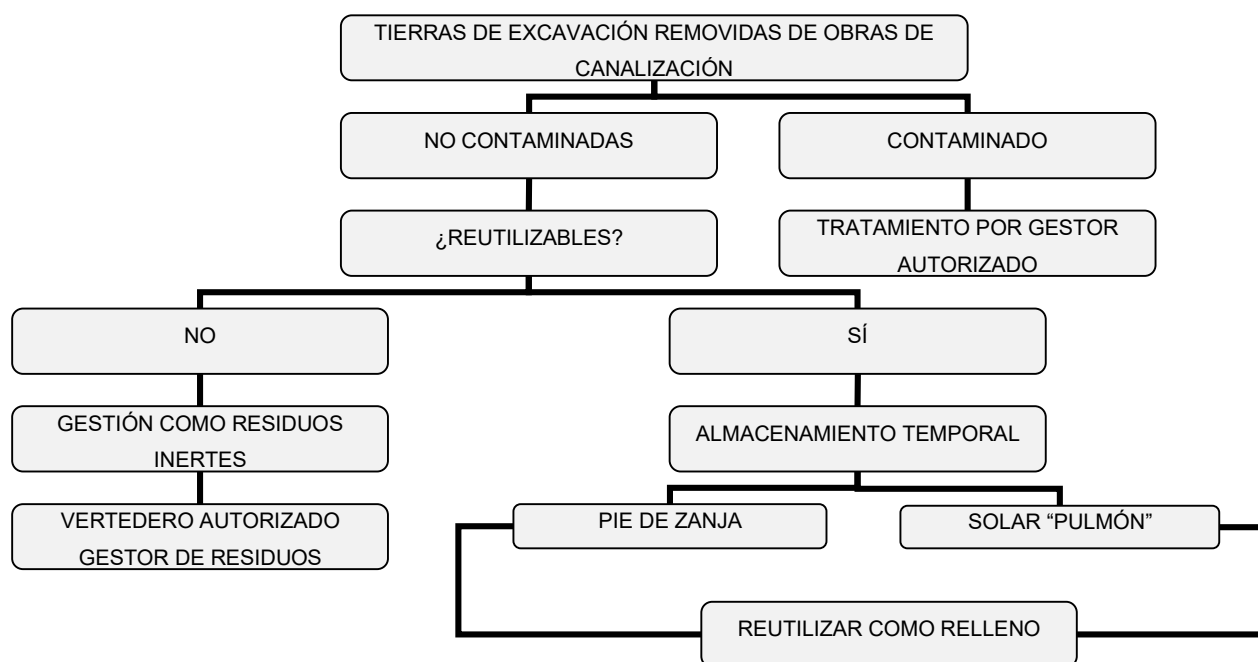 TIERRAS DE EXCAVACIÓN REMOVIDAS DE OBRAS DE
CANALIZACIÓN
NO CONTAMINADAS
CONTAMINADO
¿REUTILIZABLES?
TRATAMIENTO POR GESTOR
AUTORIZADO
NO
SÍ
GESTIÓN COMO RESIDUOS
INERTES
ALMACENAMIENTO TEMPORAL
VERTEDERO AUTORIZADO
GESTOR DE RESIDUOS
PIE DE ZANJA
SOLAR “PULMÓN”
REUTILIZAR COMO RELLENO